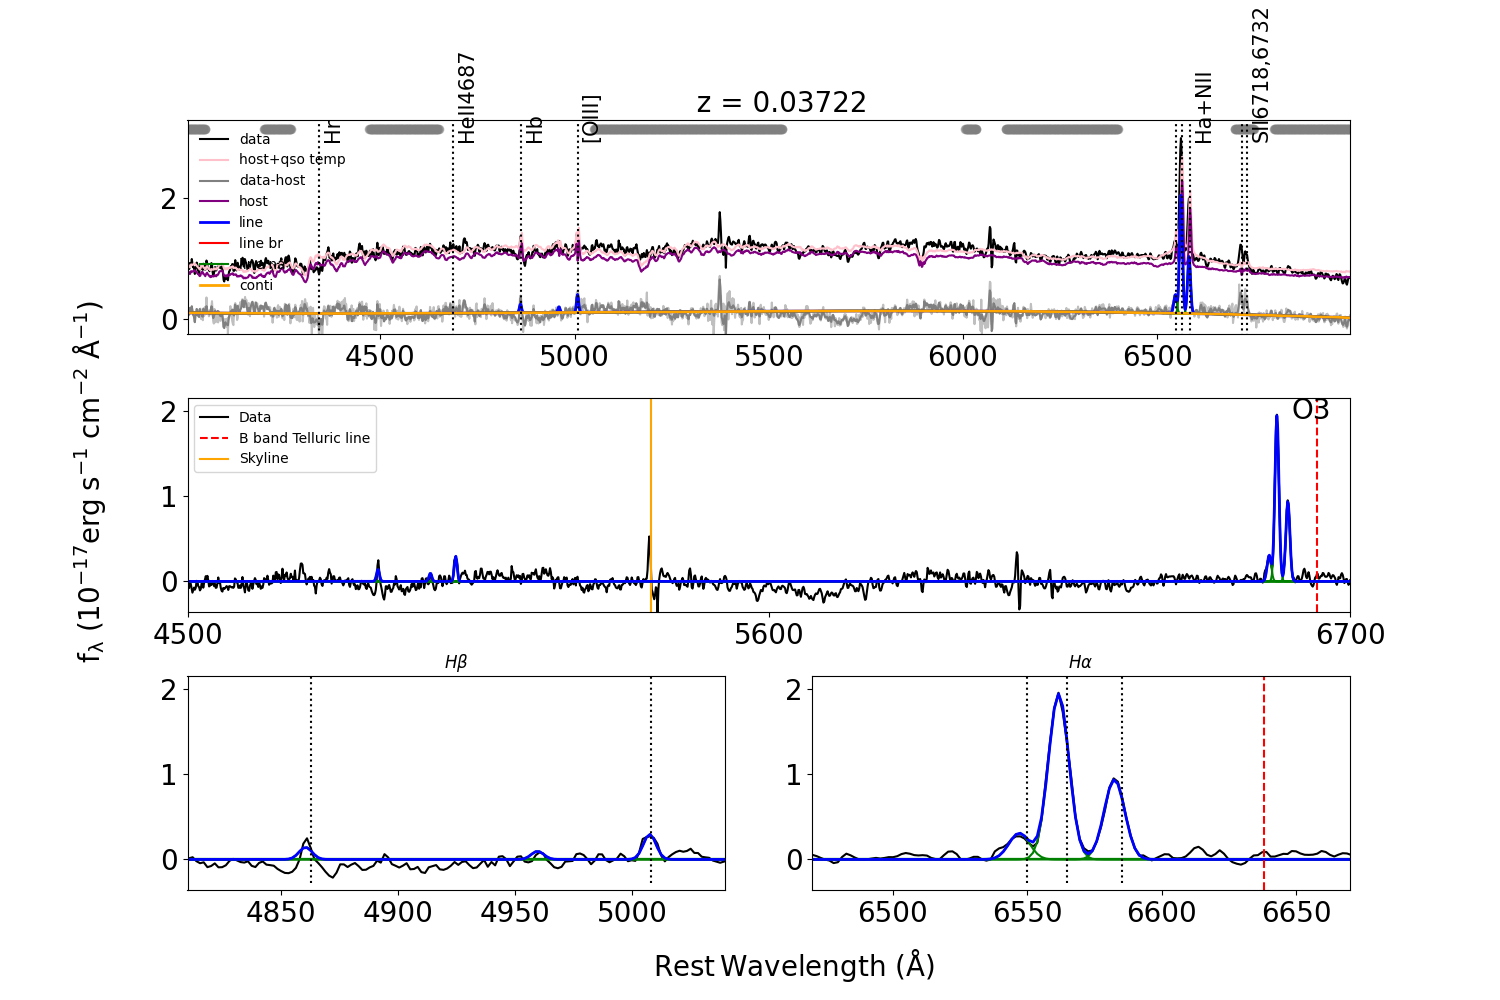 z = 0.03722
Hr
HeII4687
Hb
[OIII]
Ha+NII
SII6718,6732
data
host+qso temp
data-host
host
line
line br
conti
2
0
4500 5000 5500 6000 6500
fλ (10⁻¹⁷erg s⁻¹ cm⁻² Å⁻¹)
Data
B band Telluric line
Skyline
O3
2
1
0
4500 5600 6700
Hβ
2
1
0
4850 4900 4950 5000
Hα
2
1
0
6500 6550 6600 6650
Rest Wavelength (Å)